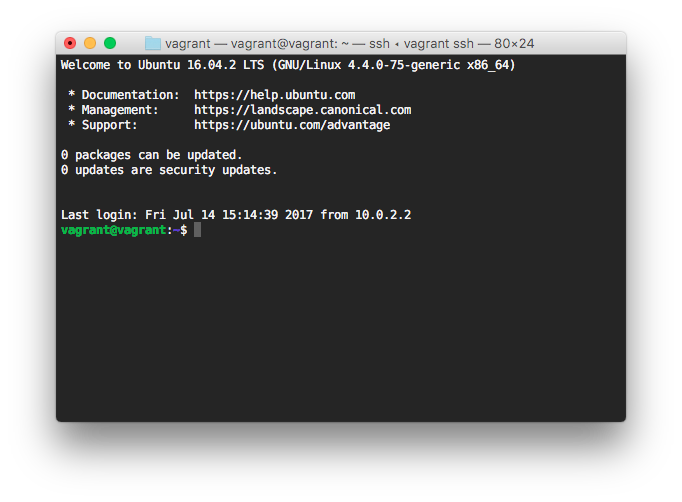 vagrant — vagrant@vagrant: ~ — ssh ◂ vagrant ssh — 80×24
Welcome to Ubuntu 16.04.2 LTS (GNU/Linux 4.4.0-75-generic x86_64)
* Documentation:  https://help.ubuntu.com
* Management:     https://landscape.canonical.com
* Support:        https://ubuntu.com/advantage
0 packages can be updated.
0 updates are security updates.
Last login: Fri Jul 14 15:14:39 2017 from 10.0.2.2
vagrant@vagrant:~$